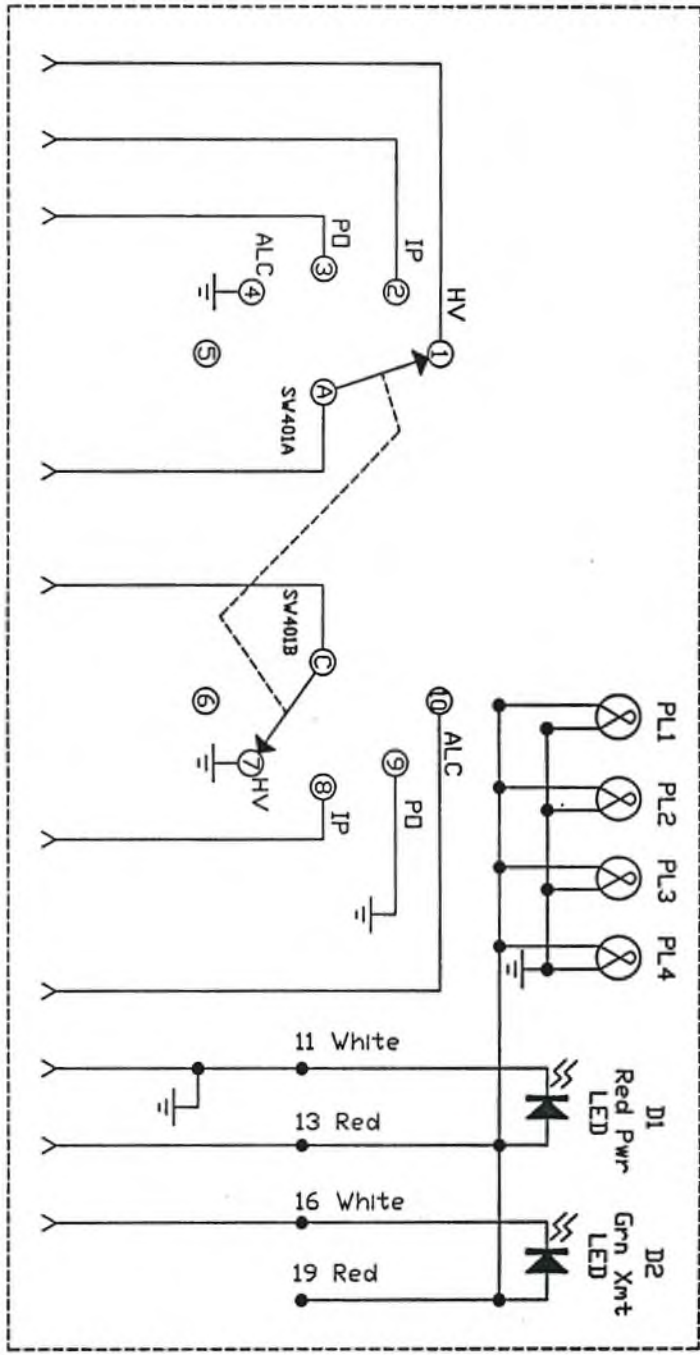 HV
1
IP
2
PO
3
ALC
4
5
A
SW401A
SW401B
C
6
7
HV
8
IP
9
PO
10
ALC
PL1
PL2
PL3
PL4
11 White
13 Red
16 White
19 Red
D1
Red Pwr
LED
D2
Grn Xmt
LED